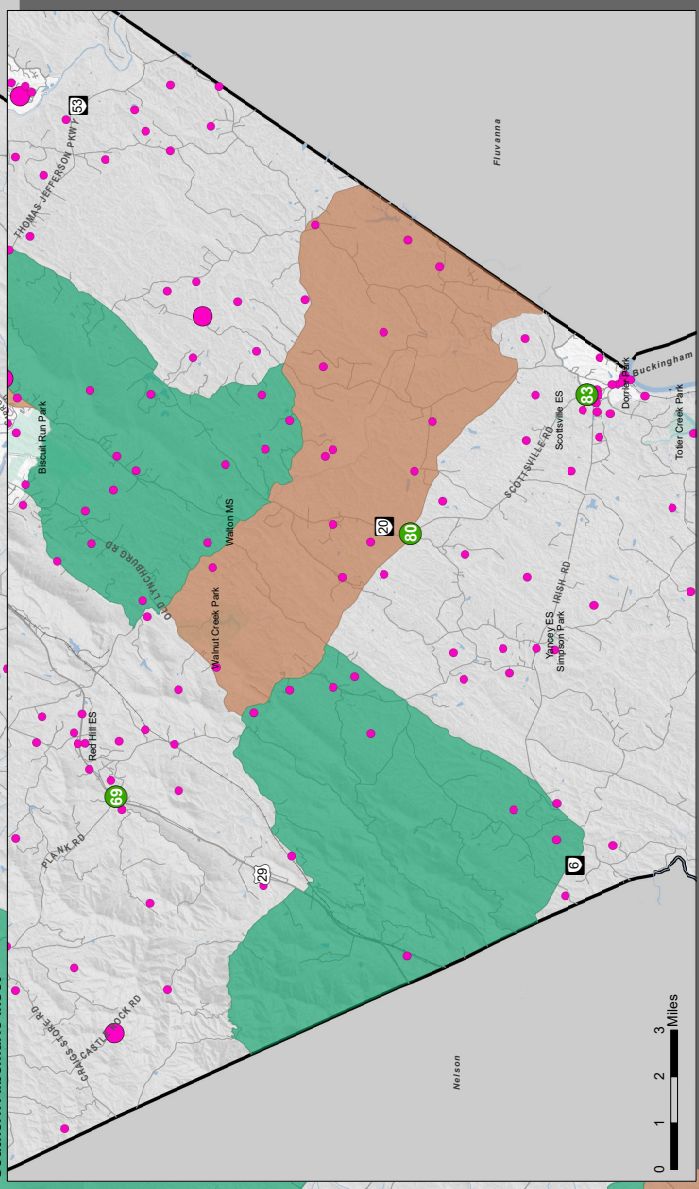 53
THOMAS JEFFERSON PKWY
Fluvanna
Biscuit Run Park
OLD LYNCHBURG RD
Walton MS
Walnut Creek Park
20
80
SCOTTSVILLE RD
Scottsville ES
83
Dorrier Park
Buckingham
Totier Creek Park
IRISH RD
Yancey ES
Simpson Park
Red Hill ES
69
PLANK RD
29
6
CRAIGS STORE RD
CASTLE ROCK RD
Nelson
0 1 2 3
Miles